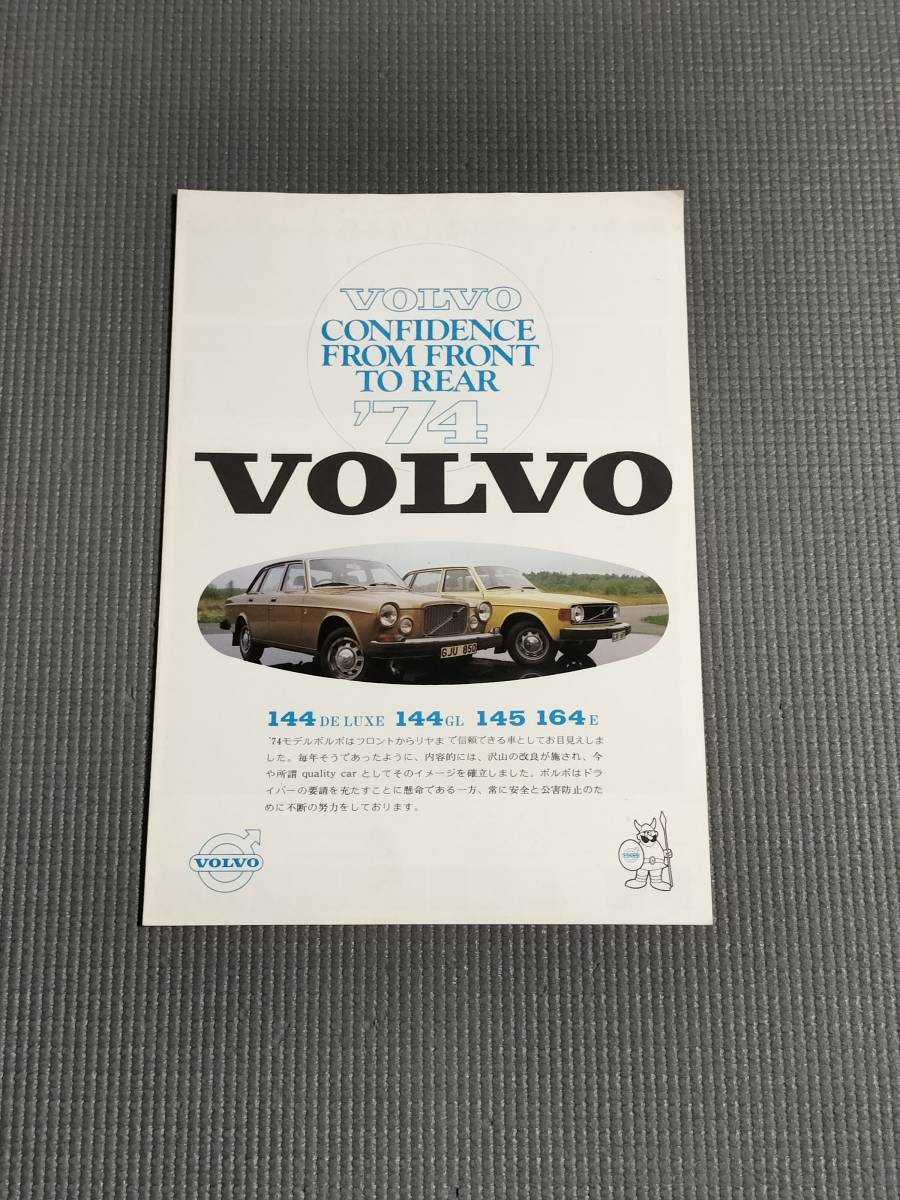 VOLVO
CONFIDENCE
FROM FRONT
TO REAR
'74
VOLVO
GJU 850
144 DE LUXE 144 GL 145 164 E
'74モデルボルボはフロントからリヤまで信頼できる車としてお目見えしま
した。毎年そうであったように、内容的には、沢山の改良が施され、今
や所謂 quality car としてそのイメージを確立しました。ボルボはドラ
イバーの要請を充たすことに懸命である一方、常に安全と公害防止のた
めに不断の努力をしております。
VOLVO
VOLVO